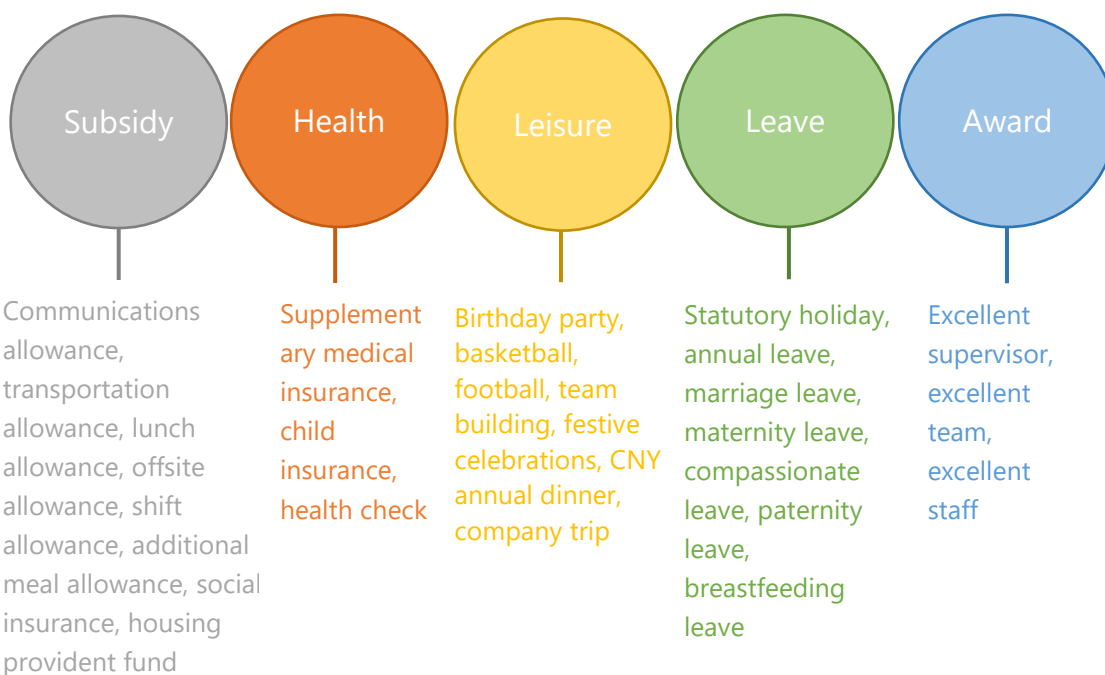 Subsidy
Health
Leisure
Leave
Award
Communications
allowance,
transportation
allowance, lunch
allowance, offsite
allowance, shift
allowance, additional
meal allowance, social
insurance, housing
provident fund
Supplement
ary medical
insurance,
child
insurance,
health check
Birthday party,
basketball,
football, team
building, festive
celebrations, CNY
annual dinner,
company trip
Statutory holiday,
annual leave,
marriage leave,
maternity leave,
compassionate
leave, paternity
leave,
breastfeeding
leave
Excellent
supervisor,
excellent
team,
excellent
staff